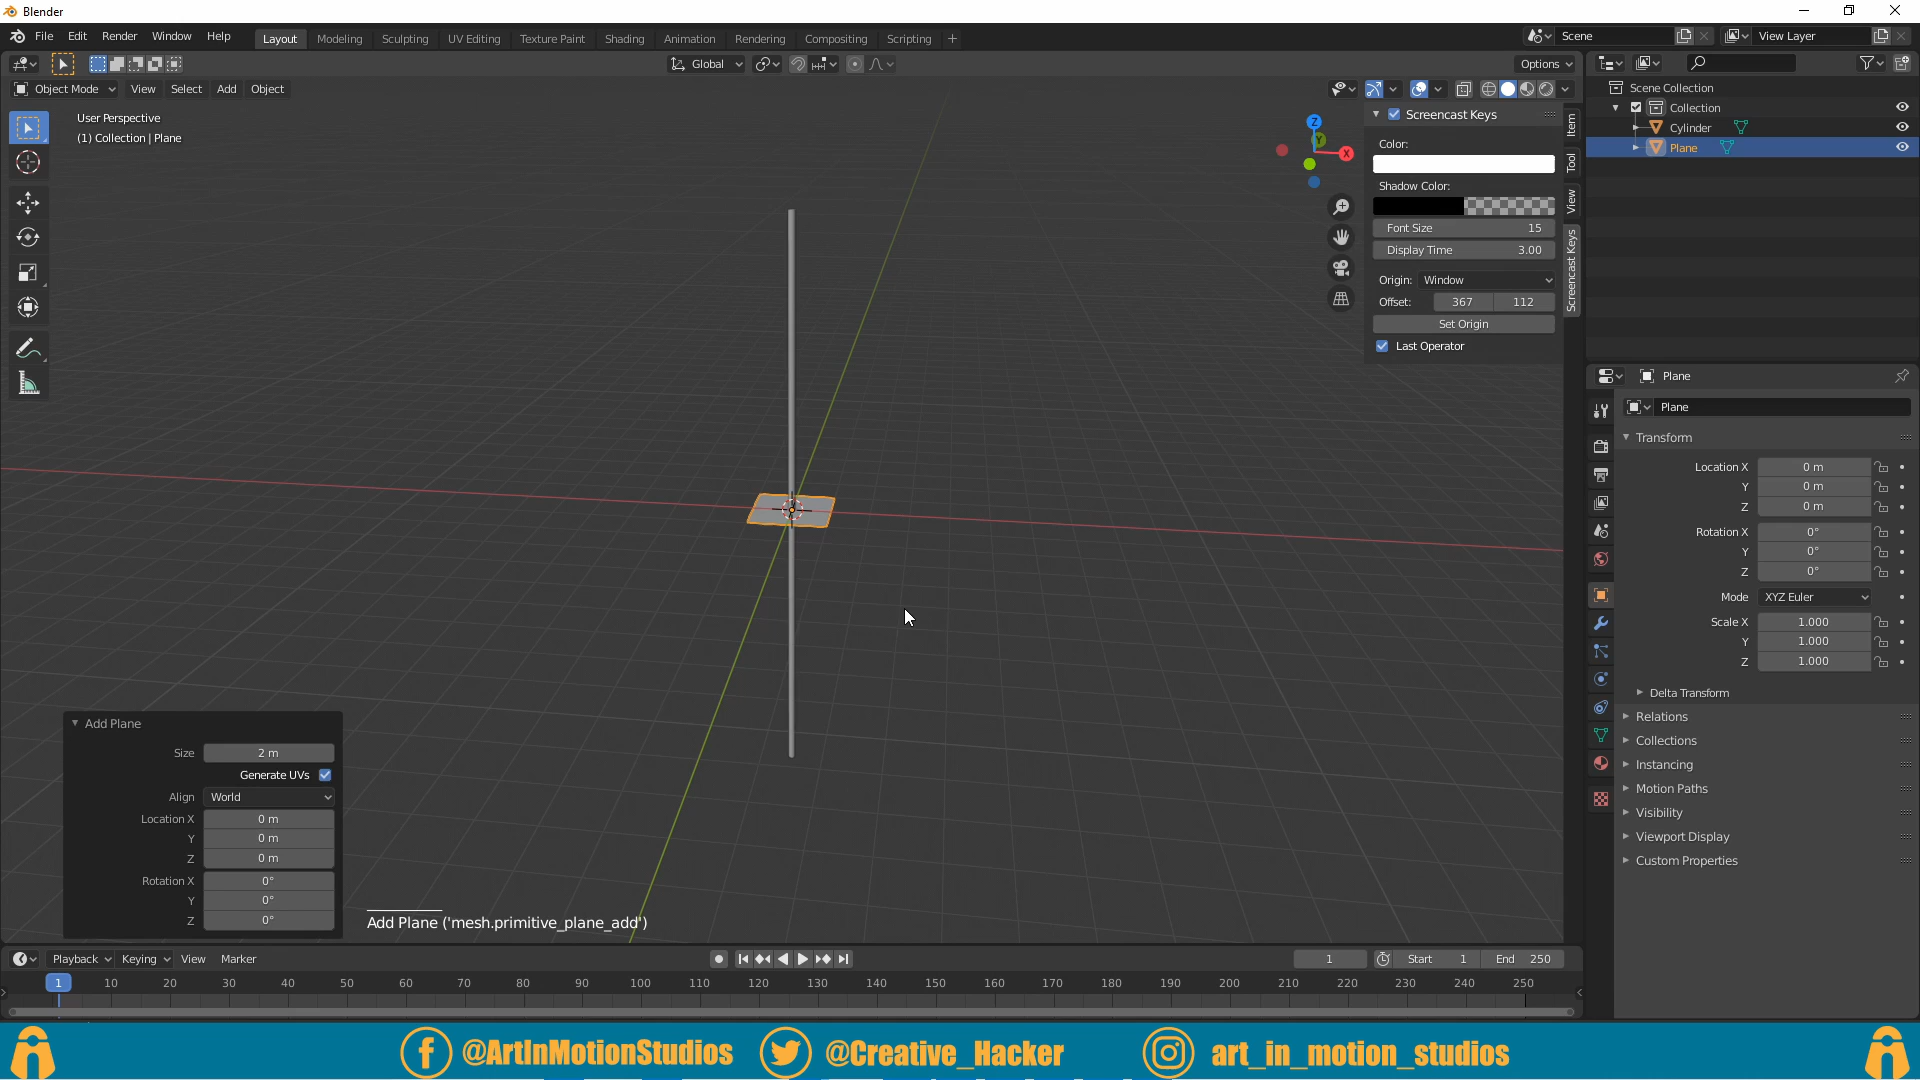 Blender
File Edit Render Window Help Layout Modeling Sculpting UV Editing Texture Paint Shading Animation Rendering Compositing Scripting + Scene View Layer
Global Options
Object Mode View Select Add Object
User Perspective
(1) Collection | Plane
Z
Y
X
Screencast Keys
Color:
Shadow Color:
Font Size 15
Display Time 3.00
Origin: Window
Offset: 367 112
Set Origin
Last Operator
Item
Tool
View
Screencast Keys
Scene Collection
Collection
Cylinder
Plane
Plane
Plane
Transform
Location X 0 m
Y 0 m
Z 0 m
Rotation X 0°
Y 0°
Z 0°
Mode XYZ Euler
Scale X 1.000
Y 1.000
Z 1.000
Delta Transform
Relations
Collections
Instancing
Motion Paths
Visibility
Viewport Display
Custom Properties
Add Plane
Size 2 m
Generate UVs
Align World
Location X 0 m
Y 0 m
Z 0 m
Rotation X 0°
Y 0°
Z 0°
Add Plane ('mesh.primitive_plane_add')
Playback Keying View Marker 1 Start 1 End 250
1 10 20 30 40 50 60 70 80 90 100 110 120 130 140 150 160 170 180 190 200 210 220 230 240 250
@ArtInMotionStudios @Creative_Hacker art_in_motion_studios